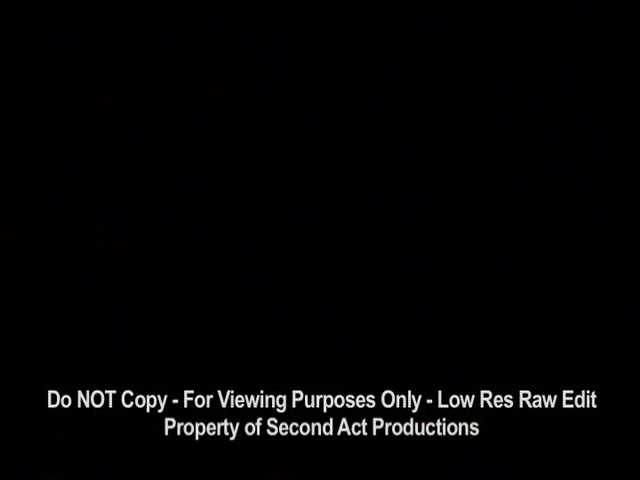 Do NOT Copy - For Viewing Purposes Only - Low Res Raw Edit
Property of Second Act Productions